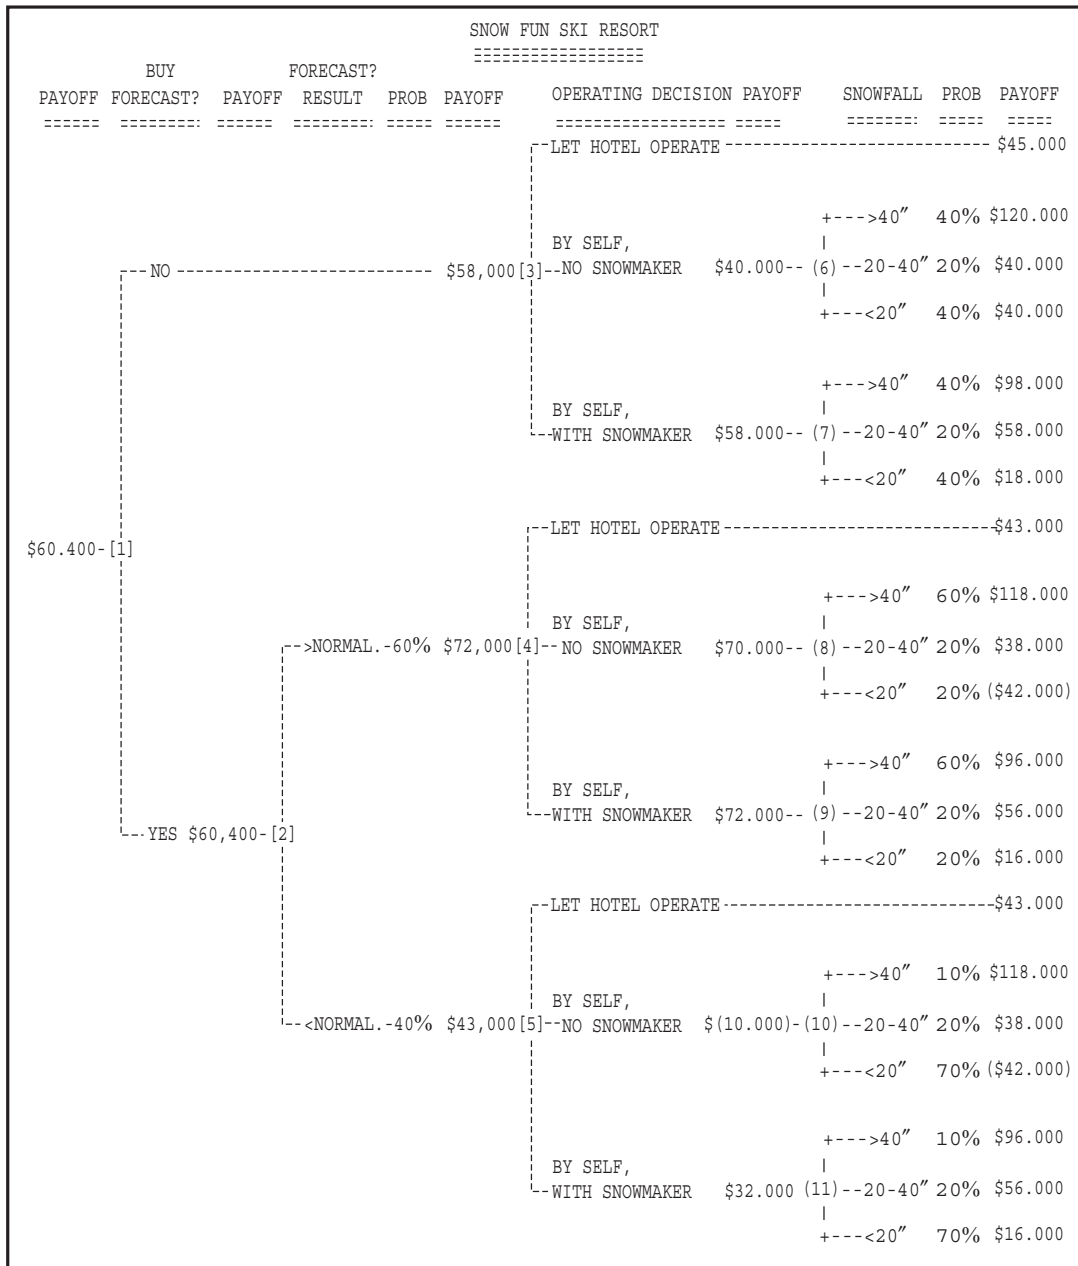 SNOW FUN SKI RESORT
=================
BUY FORECAST?
PAYOFF FORECAST? PAYOFF RESULT PROB PAYOFF OPERATING DECISION PAYOFF SNOWFALL PROB PAYOFF
====== ========: ====== ========: ===== ====== ================= ===== =======: ===== =====
LET HOTEL OPERATE $45.000
+--->40″ 40% $120.000
BY SELF,
NO $58,000[3]--NO SNOWMAKER $40.000-- (6)--20-40″ 20% $40.000
+---<20″ 40% $40.000
+--->40″ 40% $98.000
BY SELF,
WITH SNOWMAKER $58.000-- (7)--20-40″ 20% $58.000
+---<20″ 40% $18.000
LET HOTEL OPERATE $43.000
$60.400-[1]
+--->40″ 60% $118.000
BY SELF,
-->NORMAL.-60% $72,000[4]--NO SNOWMAKER $70.000-- (8)--20-40″ 20% $38.000
+---<20″ 20% ($42.000)
+--->40″ 60% $96.000
BY SELF,
WITH SNOWMAKER $72.000-- (9)--20-40″ 20% $56.000
YES $60,400-[2]
+---<20″ 20% $16.000
LET HOTEL OPERATE $43.000
+--->40″ 10% $118.000
BY SELF,
--<NORMAL.-40% $43,000[5]--NO SNOWMAKER $(10.000)-(10)--20-40″ 20% $38.000
+---<20″ 70% ($42.000)
+--->40″ 10% $96.000
BY SELF,
WITH SNOWMAKER $32.000 (11)--20-40″ 20% $56.000
+---<20″ 70% $16.000